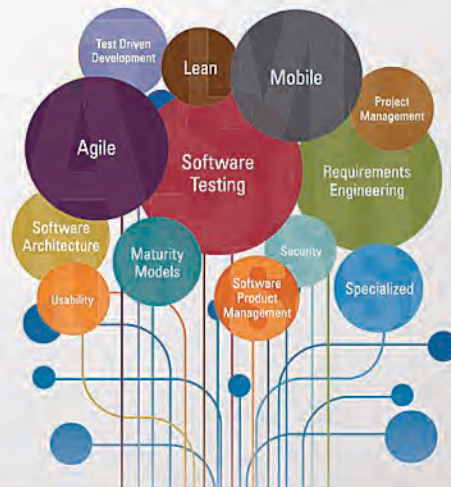 Test Driven
Development
Lean
Mobile
Project
Management
Agile
Software
Testing
Requirements
Engineering
Software
Architecture
Maturity
Models
Security
Usability
Software
Product
Management
Specialized